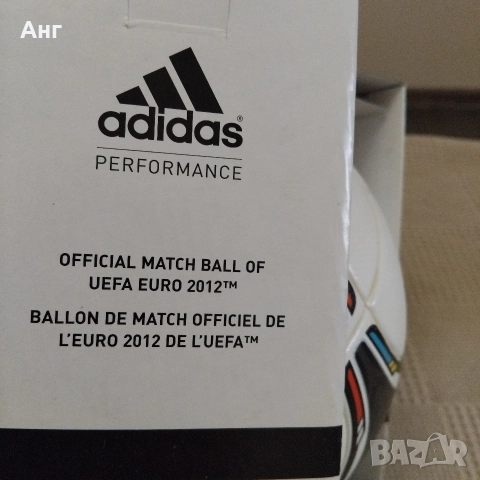 Анг
adidas®
PERFORMANCE
OFFICIAL MATCH BALL OF
UEFA EURO 2012™
BALLON DE MATCH OFFICIEL DE
L'EURO 2012 DE L'UEFA™
BAZAR